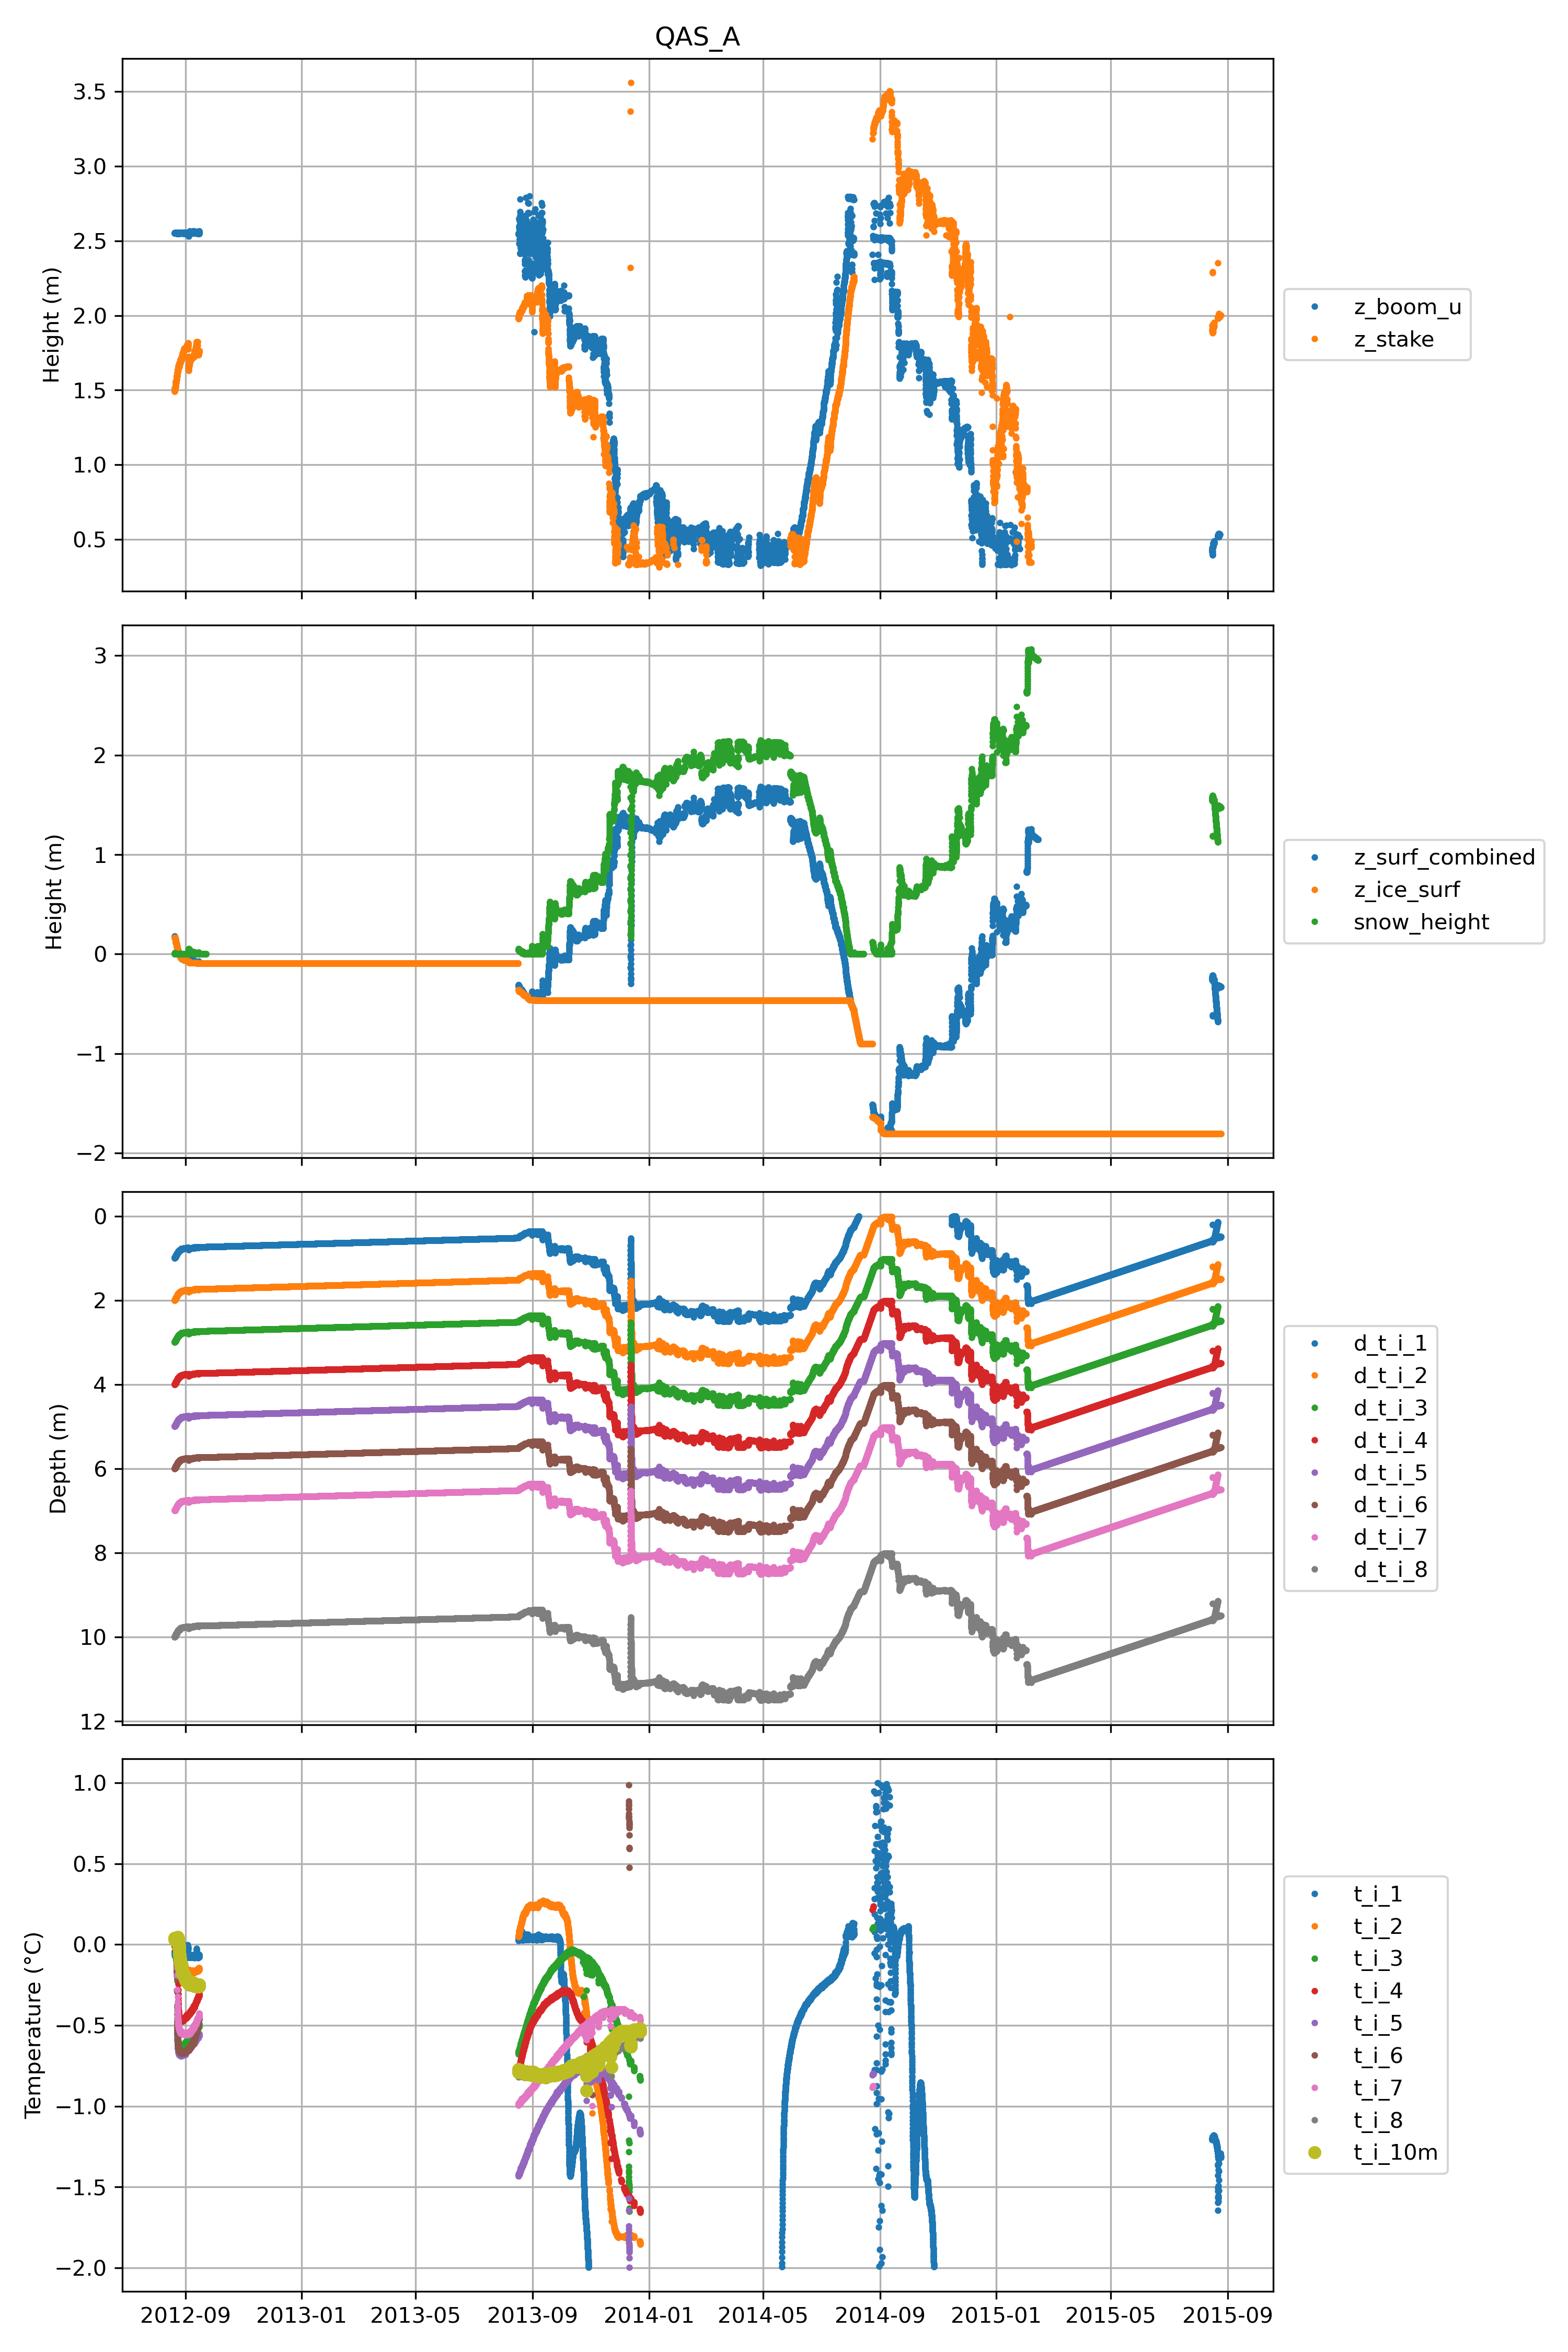 QAS_A
3.5
3.0
2.5
2.0
1.5
1.0
0.5
Height (m)
z_boom_u
z_stake
3
2
1
0
−1
−2
Height (m)
z_surf_combined
z_ice_surf
snow_height
0
2
4
6
8
10
12
Depth (m)
d_t_i_1
d_t_i_2
d_t_i_3
d_t_i_4
d_t_i_5
d_t_i_6
d_t_i_7
d_t_i_8
1.0
0.5
0.0
−0.5
−1.0
−1.5
−2.0
Temperature (°C)
t_i_1
t_i_2
t_i_3
t_i_4
t_i_5
t_i_6
t_i_7
t_i_8
t_i_10m
2012-09 2013-01 2013-05 2013-09 2014-01 2014-05 2014-09 2015-01 2015-05 2015-09